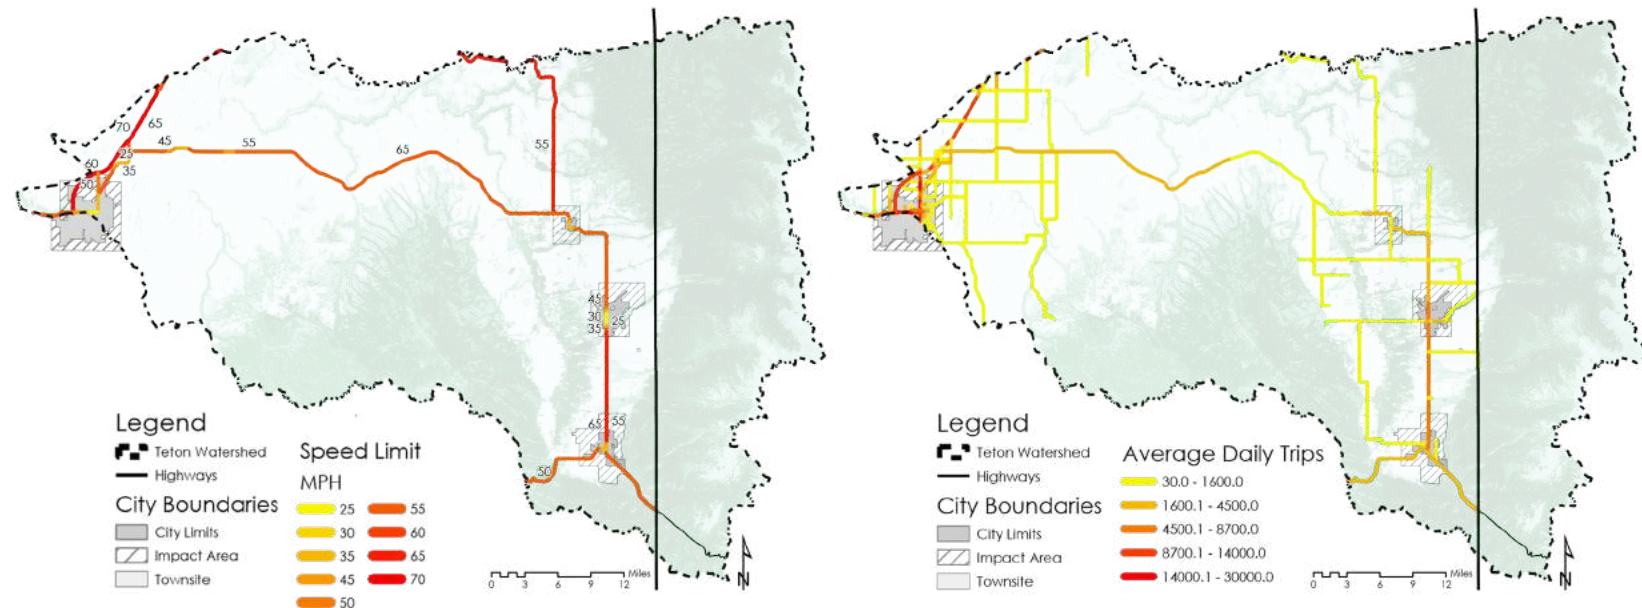 70
65
45
55
65
55
25
60
35
50
45
30
25
35
55
65
50
Legend
Teton Watershed
Highways
City Boundaries
City Limits
Impact Area
Townsite
Speed Limit
MPH
25
30
35
45
50
55
60
65
70
0 3 6 9 12 Miles
N
Legend
Teton Watershed
Highways
City Boundaries
City Limits
Impact Area
Townsite
Average Daily Trips
30.0 - 1600.0
1600.1 - 4500.0
4500.1 - 8700.0
8700.1 - 14000.0
14000.1 - 30000.0
0 3 6 9 12 Miles
N